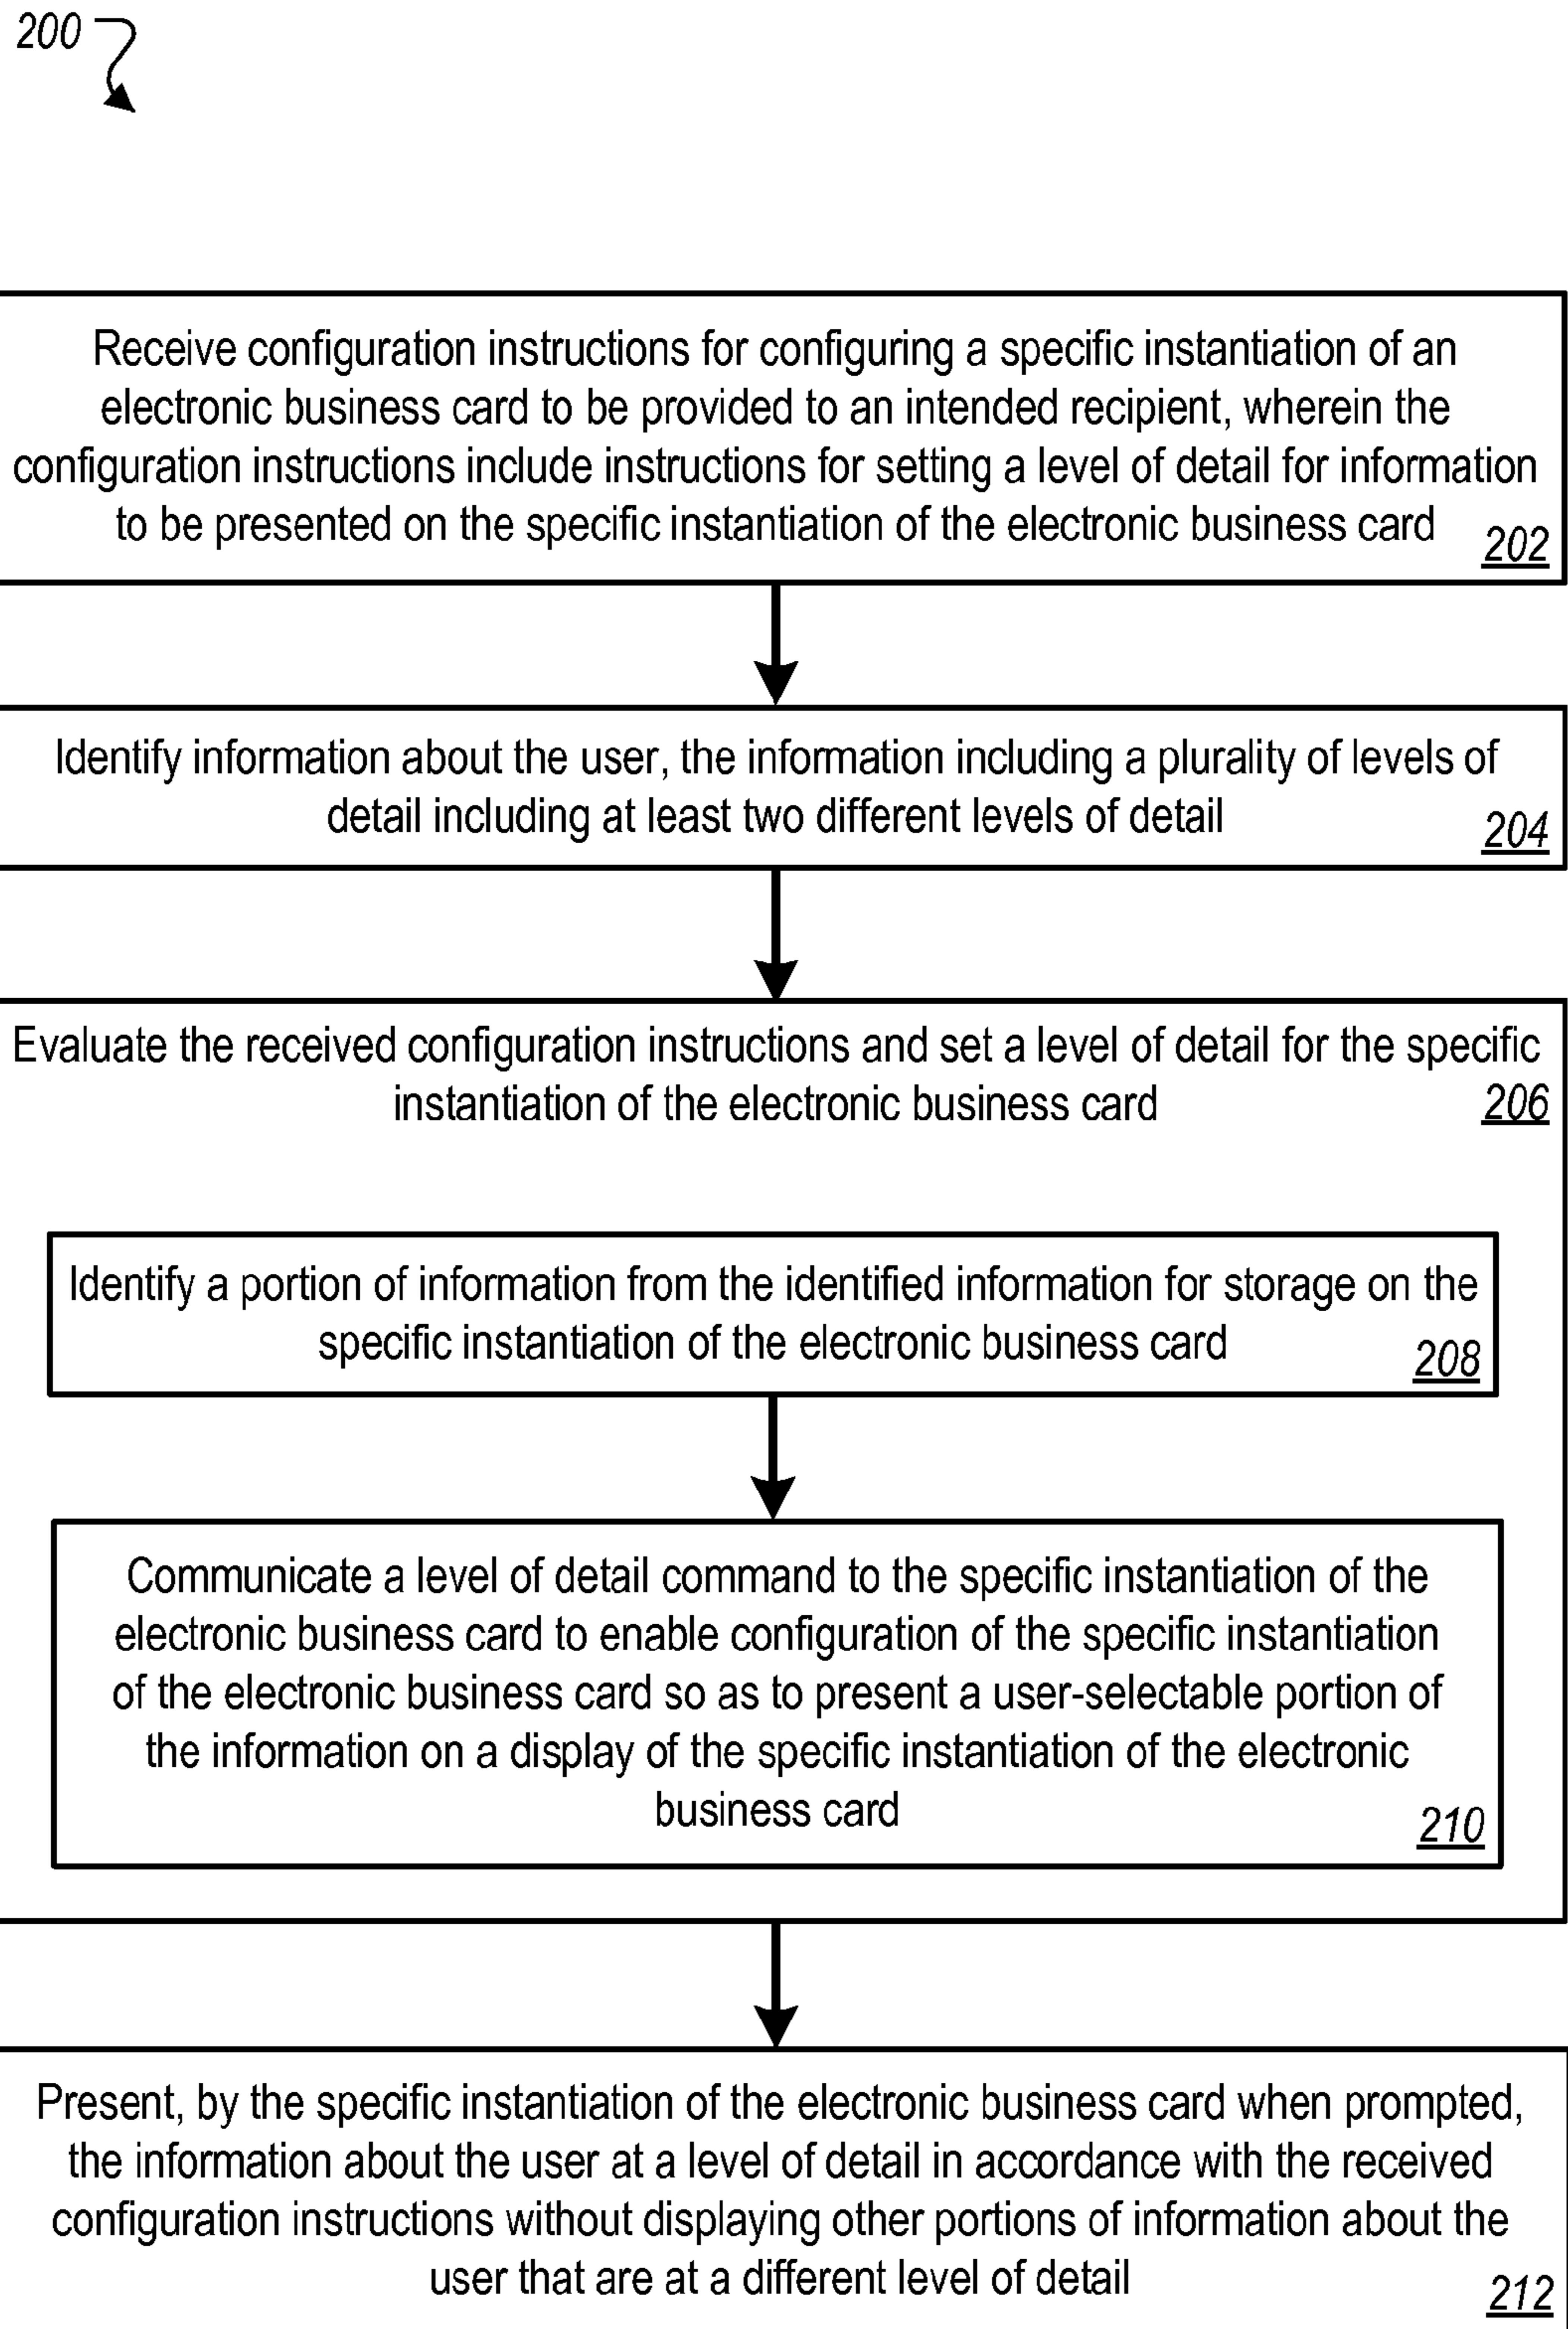 200
Receive configuration instructions for configuring a specific instantiation of an
electronic business card to be provided to an intended recipient, wherein the
configuration instructions include instructions for setting a level of detail for information
to be presented on the specific instantiation of the electronic business card
202
Identify information about the user, the information including a plurality of levels of
detail including at least two different levels of detail
204
Evaluate the received configuration instructions and set a level of detail for the specific
instantiation of the electronic business card
206
Identify a portion of information from the identified information for storage on the
specific instantiation of the electronic business card
208
Communicate a level of detail command to the specific instantiation of the
electronic business card to enable configuration of the specific instantiation
of the electronic business card so as to present a user-selectable portion of
the information on a display of the specific instantiation of the electronic
business card
210
Present, by the specific instantiation of the electronic business card when prompted,
the information about the user at a level of detail in accordance with the received
configuration instructions without displaying other portions of information about the
user that are at a different level of detail
212